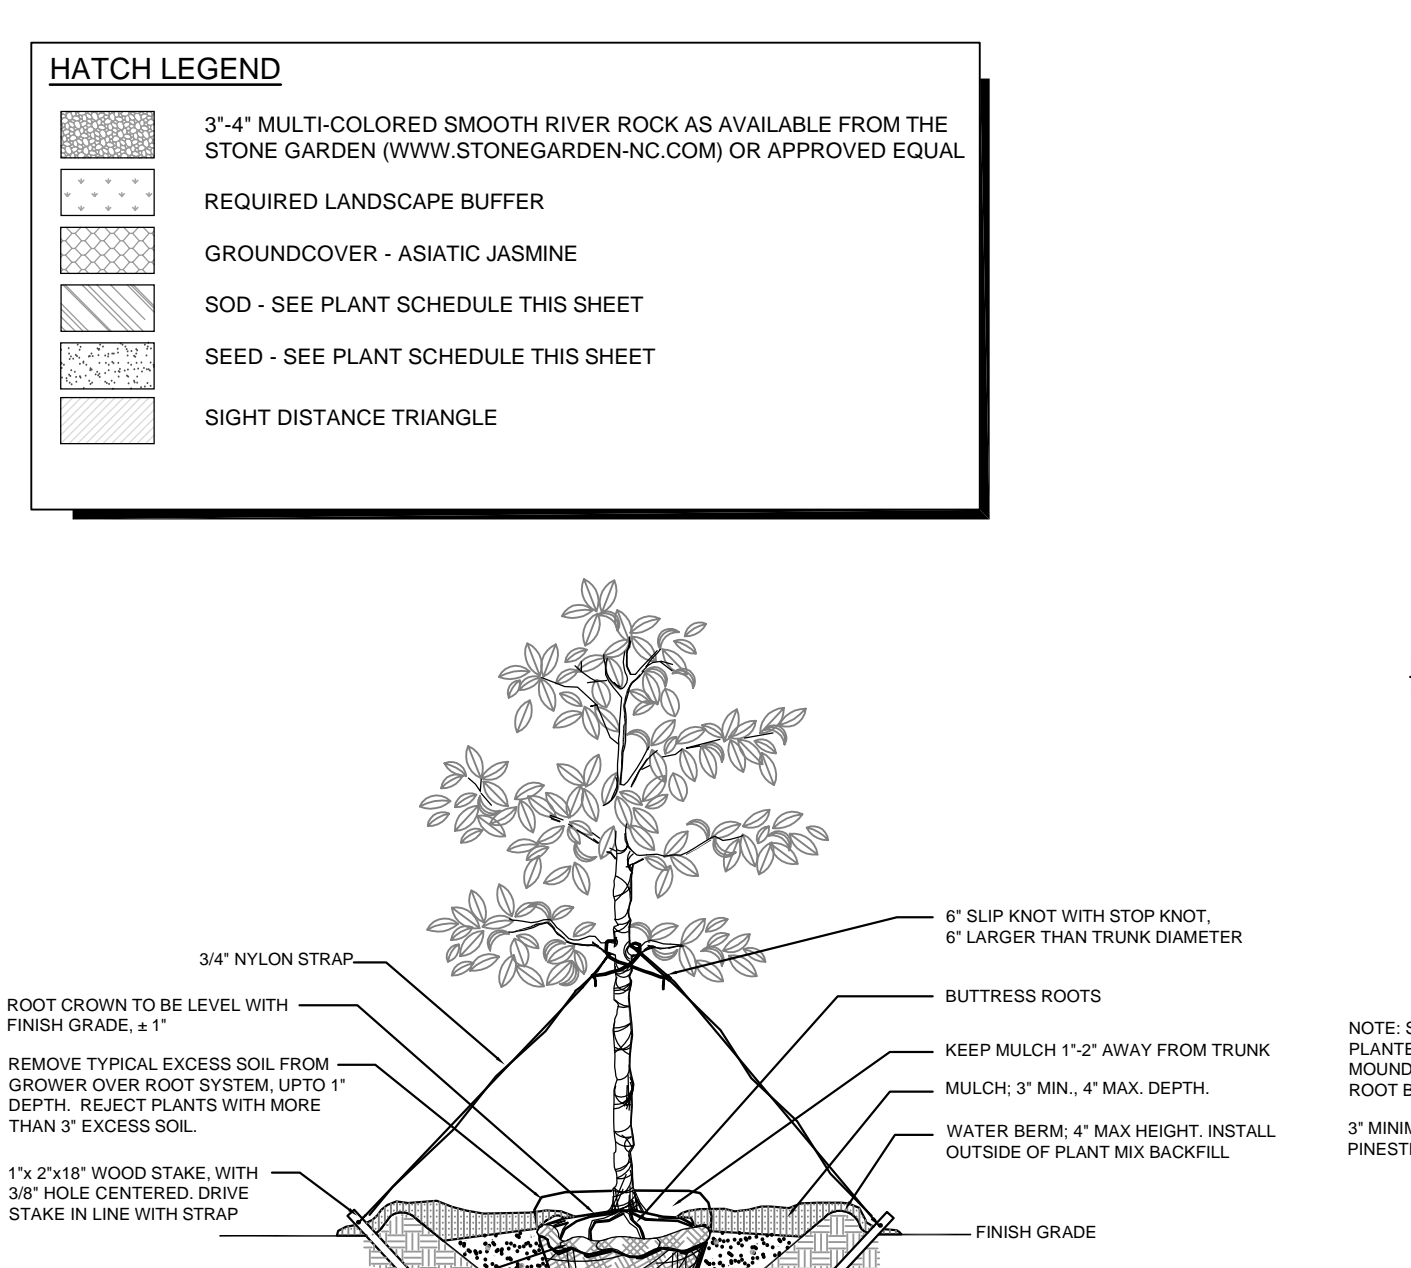 HATCH LEGEND
3"-4" MULTI-COLORED SMOOTH RIVER ROCK AS AVAILABLE FROM THE
STONE GARDEN (WWW.STONEGARDEN-NC.COM) OR APPROVED EQUAL
REQUIRED LANDSCAPE BUFFER
GROUNDCOVER - ASIATIC JASMINE
SOD - SEE PLANT SCHEDULE THIS SHEET
SEED - SEE PLANT SCHEDULE THIS SHEET
SIGHT DISTANCE TRIANGLE
3/4" NYLON STRAP
ROOT CROWN TO BE LEVEL WITH
FINISH GRADE, ± 1"
REMOVE TYPICAL EXCESS SOIL FROM
GROWER OVER ROOT SYSTEM, UPTO 1"
DEPTH. REJECT PLANTS WITH MORE
THAN 3" EXCESS SOIL.
1"x 2"x18" WOOD STAKE, WITH
3/8" HOLE CENTERED. DRIVE
STAKE IN LINE WITH STRAP
6" SLIP KNOT WITH STOP KNOT,
6" LARGER THAN TRUNK DIAMETER
BUTTRESS ROOTS
KEEP MULCH 1"-2" AWAY FROM TRUNK
MULCH; 3" MIN., 4" MAX. DEPTH.
WATER BERM; 4" MAX HEIGHT. INSTALL
OUTSIDE OF PLANT MIX BACKFILL
FINISH GRADE
NOTE:
MOUND
ROOT
3"